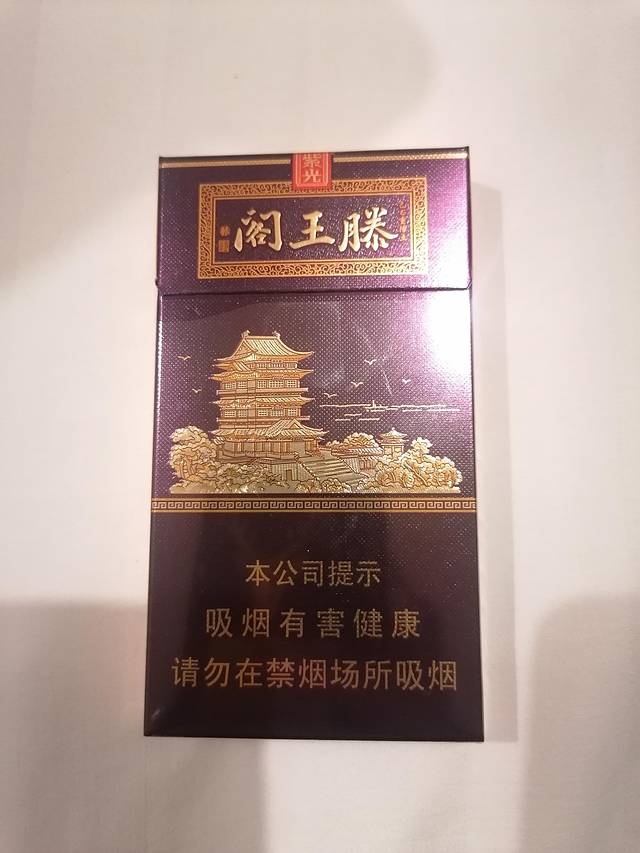 紫光
滕王阁
本公司提示
吸烟有害健康
请勿在禁烟场所吸烟